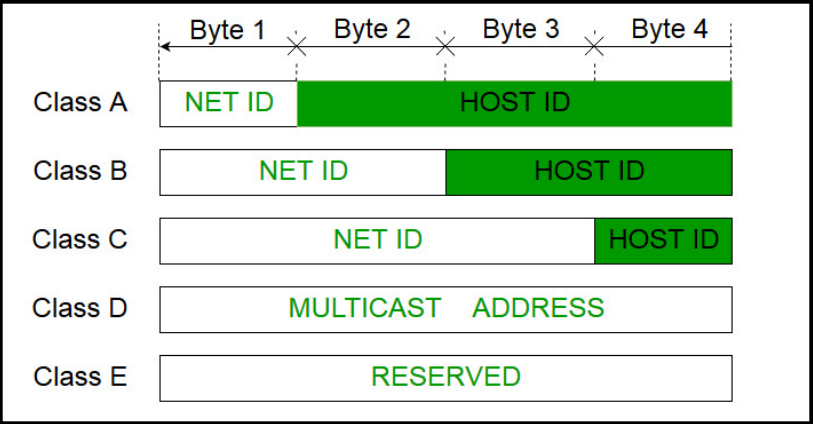 Byte 1 Byte 2 Byte 3 Byte 4
Class A NET ID HOST ID
Class B NET ID HOST ID
Class C NET ID HOST ID
Class D MULTICAST ADDRESS
Class E RESERVED